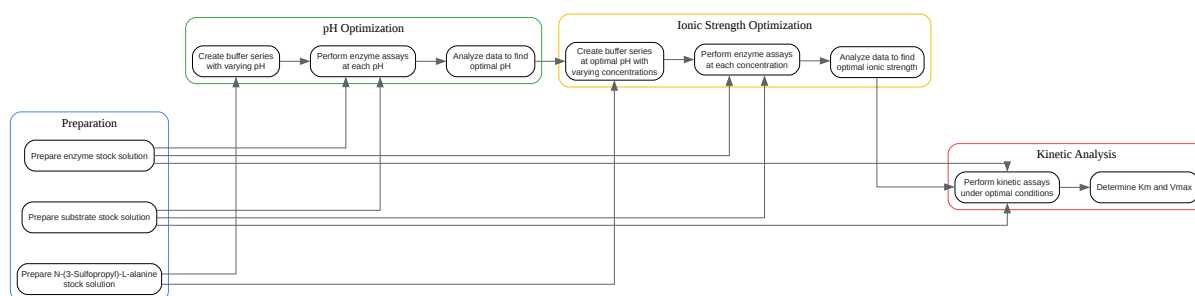 pH Optimization
Create buffer series
with varying pH
Perform enzyme assays
at each pH
Analyze data to find
optimal pH
Ionic Strength Optimization
Create buffer series
at optimal pH with
varying concentrations
Perform enzyme assays
at each concentration
Analyze data to find
optimal ionic strength
Preparation
Prepare enzyme stock solution
Prepare substrate stock solution
Prepare N-(3-Sulfopropyl)-L-alanine
stock solution
Kinetic Analysis
Perform kinetic assays
under optimal conditions
Determine Km and Vmax